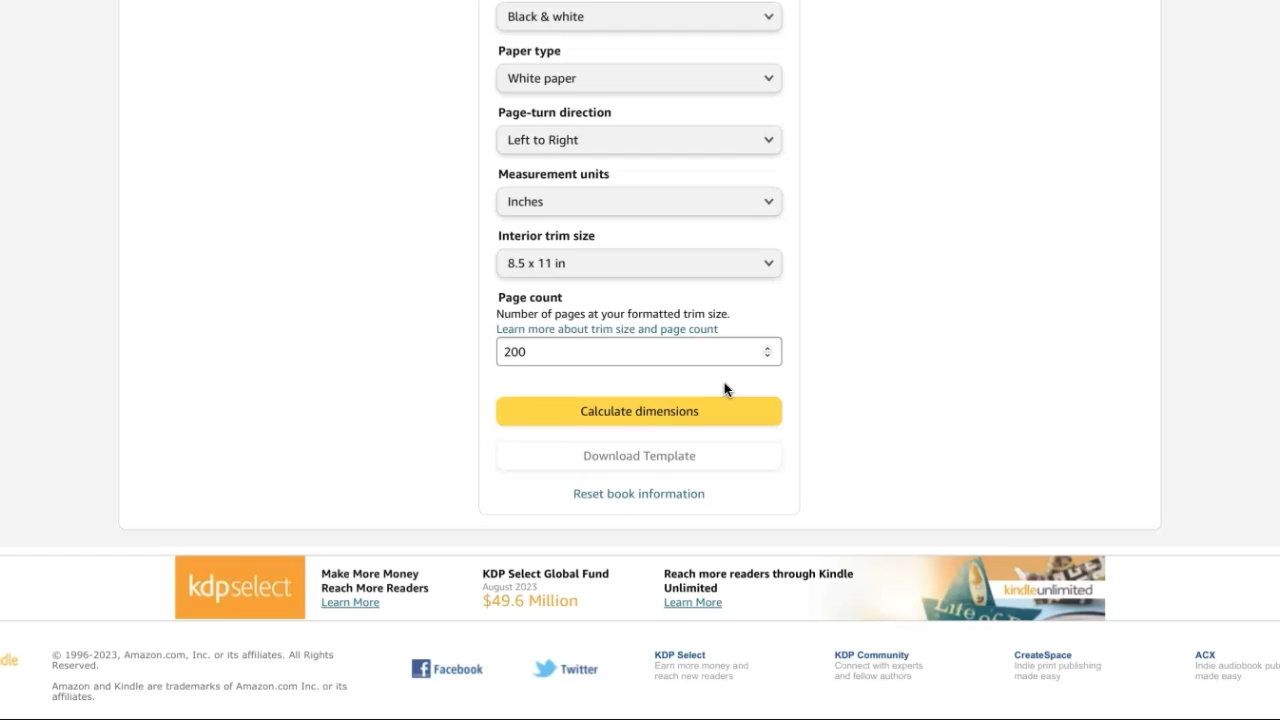 Black & white
Paper type
White paper
Page-turn direction
Left to Right
Measurement units
Inches
Interior trim size
8.5 x 11 in
Page count
Number of pages at your formatted trim size.
Learn more about trim size and page count
200
Calculate dimensions
Download Template
Reset book information
kdpselect
Make More Money
Reach More Readers
Learn More
KDP Select Global Fund
August 2023
$49.6 Million
Reach more readers through Kindle
Unlimited
Learn More
Life of
kindleunlimited
dle
© 1996-2023, Amazon.com, Inc. or its affiliates. All Rights
Reserved.
Amazon and Kindle are trademarks of Amazon.com Inc. or its
affiliates.
Facebook
Twitter
KDP Select
Earn more money and
reach new readers
KDP Community
Connect with experts
and fellow authors
CreateSpace
Indie print publishing
made easy
ACX
Indie audiobook pub
made easy